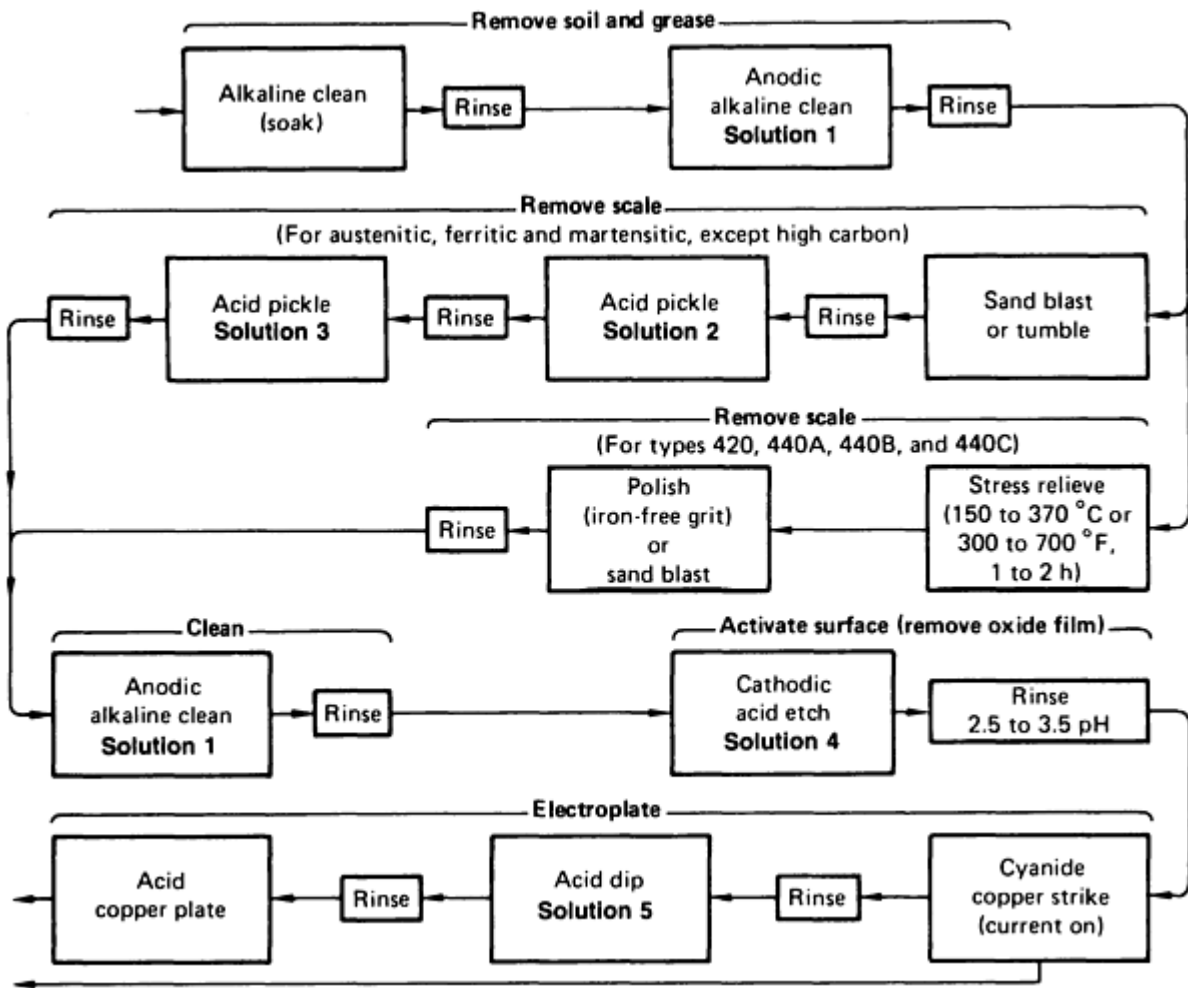 Remove soil and grease
Alkaline clean
(soak)
Rinse
Anodic
alkaline clean
Solution 1
Rinse
Remove scale
(For austenitic, ferritic and martensitic, except high carbon)
Rinse
Acid pickle
Solution 3
Rinse
Acid pickle
Solution 2
Rinse
Sand blast
or tumble
Remove scale
(For types 420, 440A, 440B, and 440C)
Rinse
Polish
(iron-free grit)
or
sand blast
Stress relieve
(150 to 370 °C or
300 to 700 °F,
1 to 2 h)
Clean
Anodic
alkaline clean
Solution 1
Rinse
Activate surface (remove oxide film)
Cathodic
acid etch
Solution 4
Rinse
2.5 to 3.5 pH
Electroplate
Acid
copper plate
Rinse
Acid dip
Solution 5
Rinse
Cyanide
copper strike
(current on)